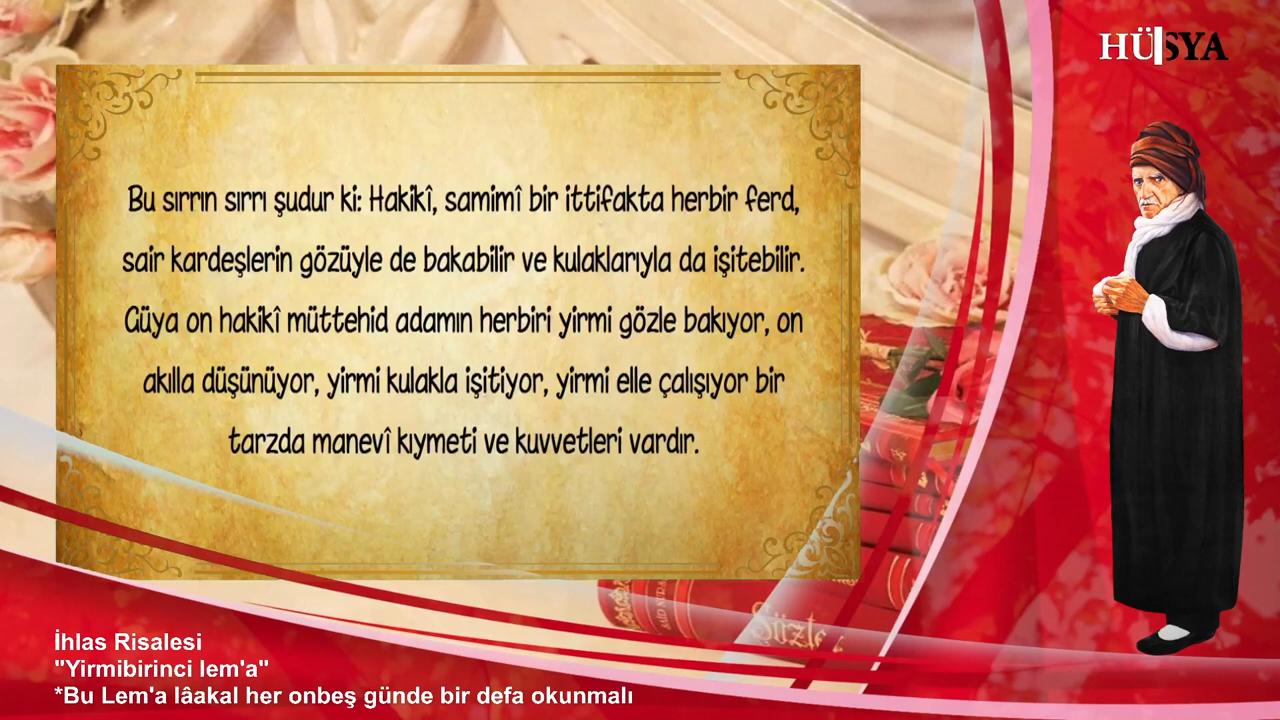 HÜSYA
Bu sırrın sırrı şudur ki: Hakikî, samimî bir ittifakta herbir ferd,
sair kardeşlerin gözüyle de bakabilir ve kulaklarıyla da işitebilir.
Güya on hakikî müttehid adamın herbiri yirmi gözle bakıyor, on
akılla düşünüyor, yirmi kulakla işitiyor, yirmi elle çalışıyor bir
tarzda manevî kıymeti ve kuvvetleri vardır.
Sözle
İhlas Risalesi
"Yirmibirinci lem'a"
*Bu Lem'a lâakal her onbeş günde bir defa okunmalı